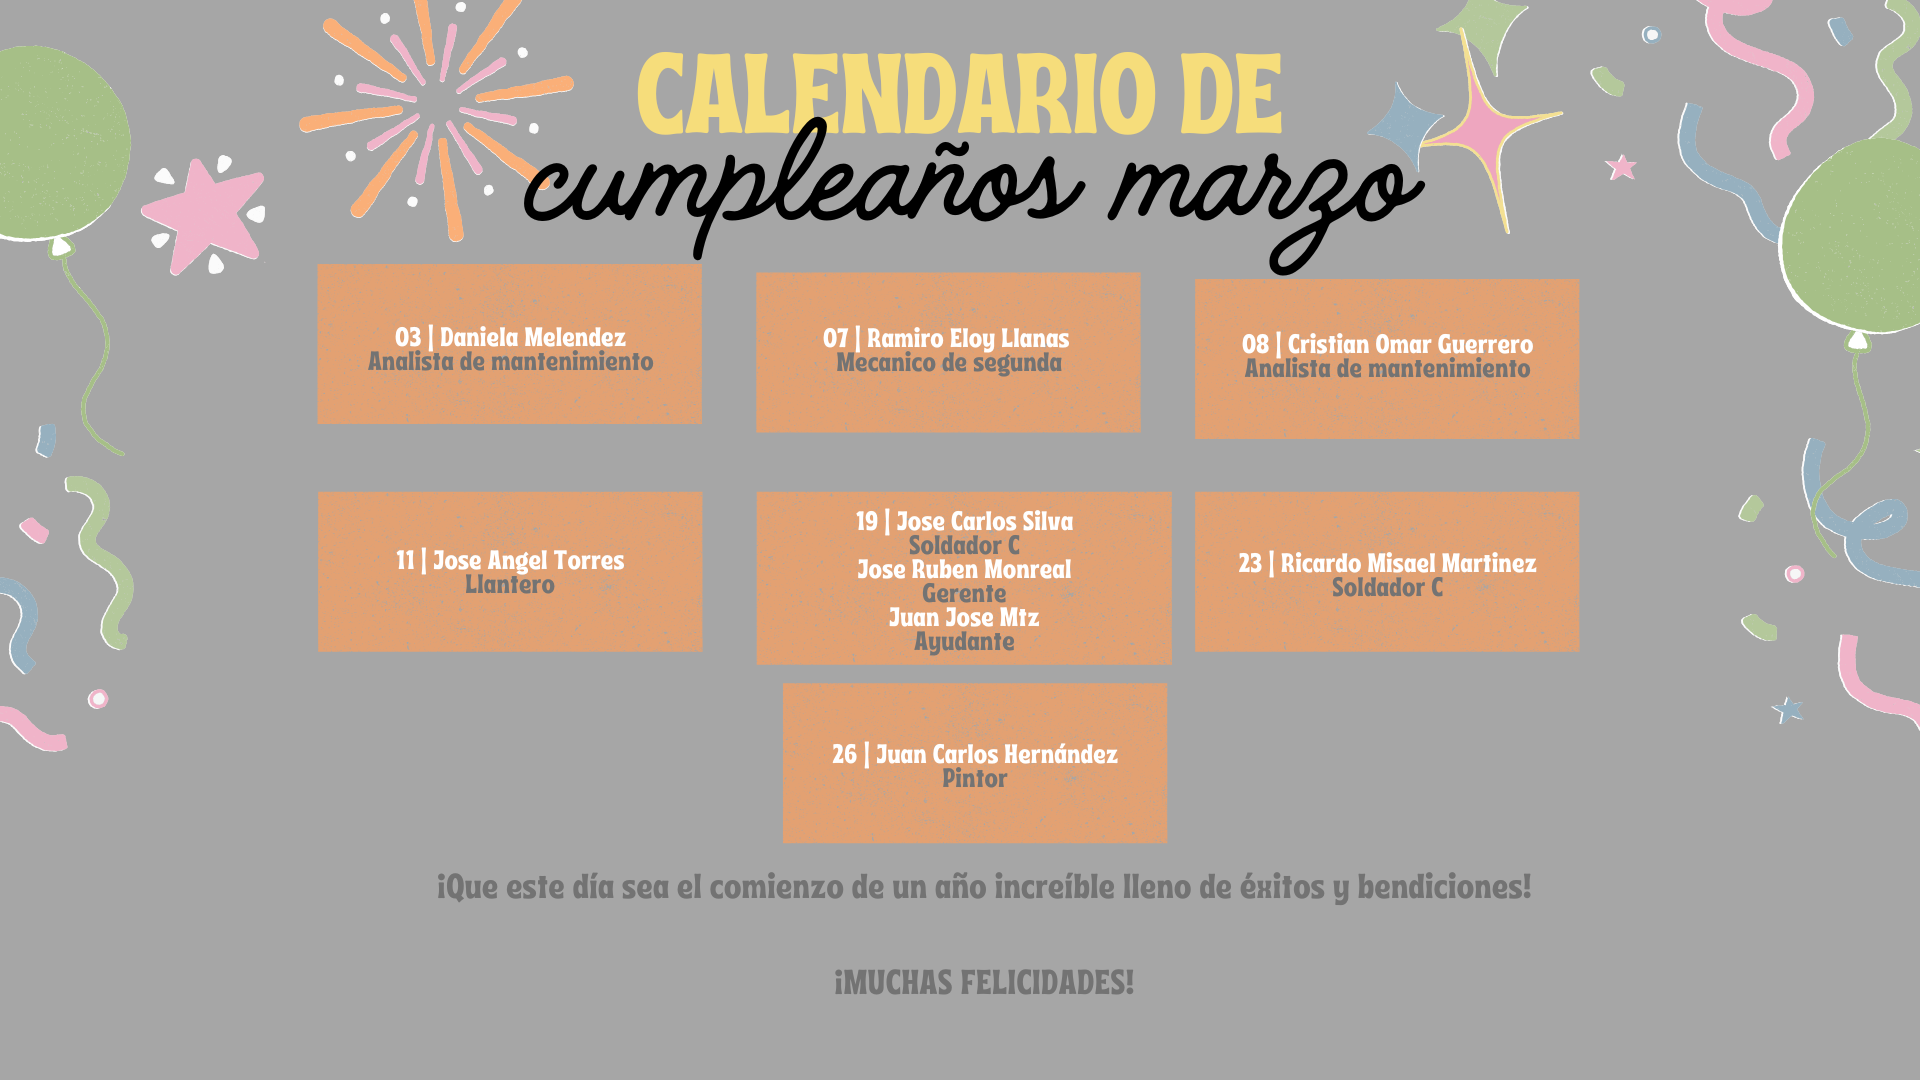 CALENDARIO DE
cumpleaños marzo
03 | Daniela Melendez
Analista de mantenimiento
07 | Ramiro Eloy Llanas
Mecanico de segunda
08 | Cristian Omar Guerrero
Analista de mantenimiento
11 | Jose Angel Torres
Llantero
19 | Jose Carlos Silva
Soldador C
Jose Ruben Monreal
Gerente
Juan Jose Mtz
Ayudante
23 | Ricardo Misael Martinez
Soldador C
26 | Juan Carlos Hernández
Pintor
¡Que este día sea el comienzo de un año increíble lleno de éxitos y bendiciones!
¡MUCHAS FELICIDADES!